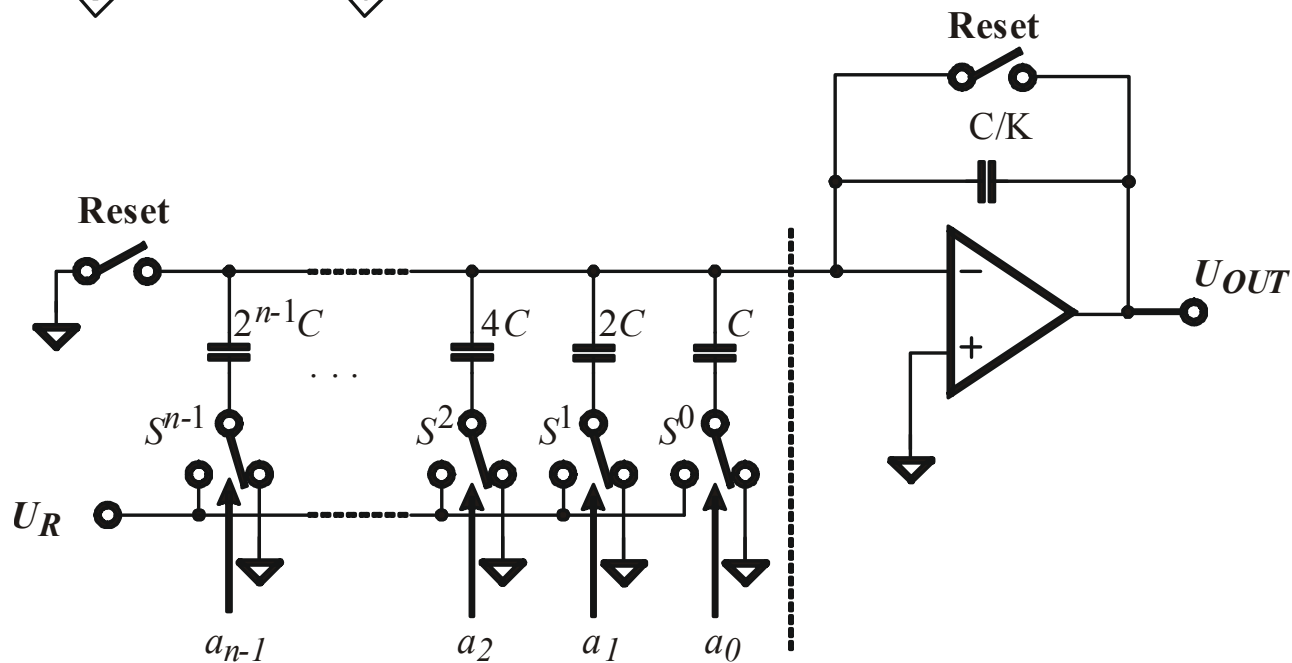 Reset
C/K
Reset
U_OUT
− +
2^{n-1}C 4C 2C C
. . .
S^{n-1} S^2 S^1 S^0
U_R
a_{n-1} a_2 a_1 a_0